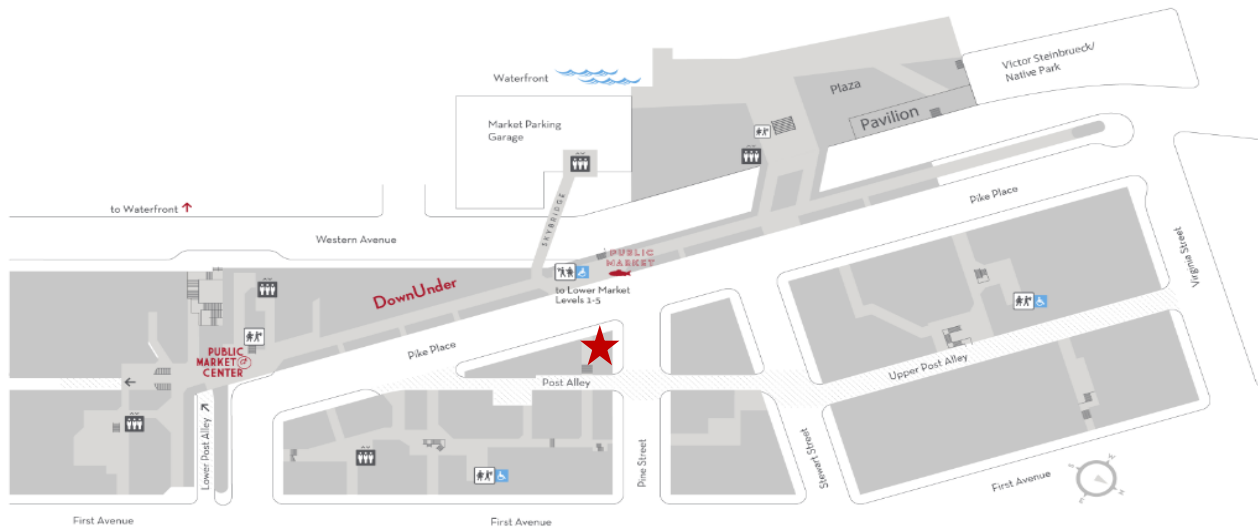 Victor Steinbrueck/
Native Park
Waterfront
Plaza
Market Parking
Garage
Pavilion
SKYBRIDGE
Pike Place
to Waterfront
Western Avenue
Virginia Street
PUBLIC
MARKET
to Lower Market
Levels 1-5
DownUnder
PUBLIC
MARKET
CENTER
Pike Place
Post Alley
Upper Post Alley
Lower Post Alley
Pine Street
Stewart Street
First Avenue
First Avenue
First Avenue